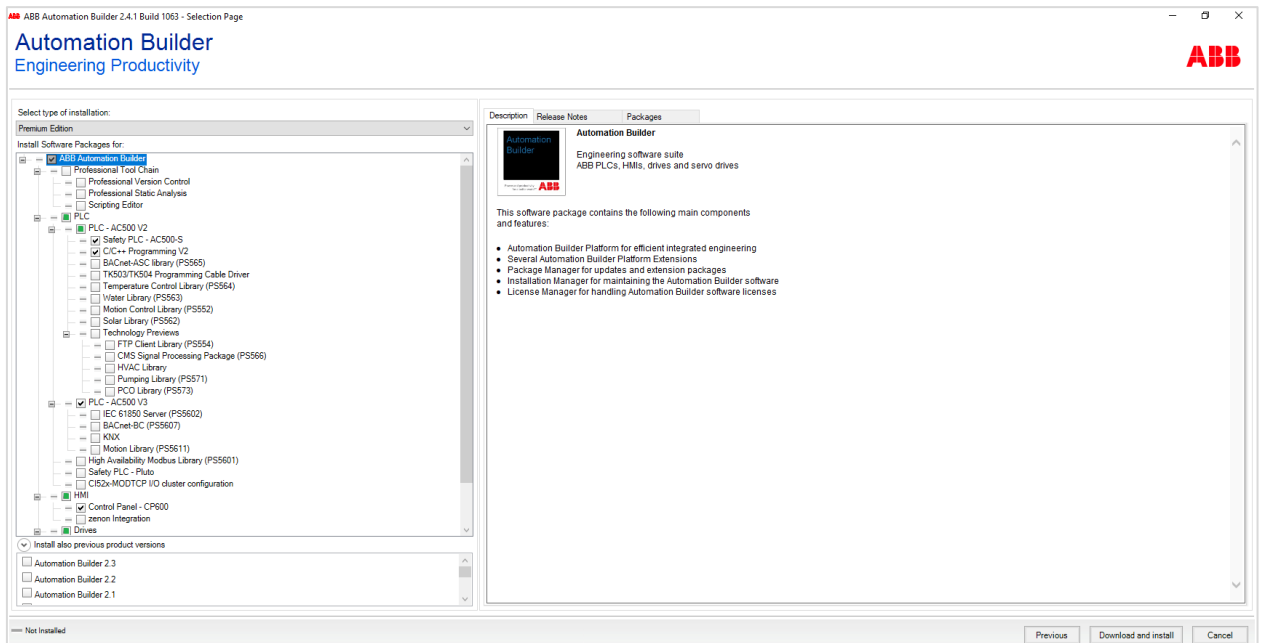 ABB Automation Builder 2.4.1 Build 1063 - Selection Page
Automation Builder
Engineering Productivity
ABB
Select type of installation:
Premium Edition
Install Software Packages for:
ABB Automation Builder
Professional Tool Chain
Professional Version Control
Professional Static Analysis
Scripting Editor
PLC
PLC - AC500 V2
Safety PLC - AC500-S
C/C++ Programming V2
BACnet-ASC library (PS565)
TK503/TK504 Programming Cable Driver
Temperature Control Library (PS564)
Water Library (PS563)
Motion Control Library (PS552)
Solar Library (PS562)
Technology Previews
FTP Client Library (PS554)
CMS Signal Processing Package (PS566)
HVAC Library
Pumping Library (PS571)
PCO Library (PS573)
PLC - AC500 V3
IEC 61850 Server (PS5602)
BACnet-BC (PS5607)
KNX
Motion Library (PS5611)
High Availability Modbus Library (PS5601)
Safety PLC - Pluto
CI52x-MODTCP I/O cluster configuration
HMI
Control Panel - CP600
zenon Integration
Drives
Install also previous product versions
Automation Builder 2.3
Automation Builder 2.2
Automation Builder 2.1
Description Release Notes Packages
Automation
Builder
ABB
Automation Builder
Engineering software suite
ABB PLCs, HMIs, drives and servo drives
This software package contains the following main components
and features:
• Automation Builder Platform for efficient integrated engineering
• Several Automation Builder Platform Extensions
• Package Manager for updates and extension packages
• Installation Manager for maintaining the Automation Builder software
• License Manager for handling Automation Builder software licenses
Not Installed
Previous Download and install Cancel